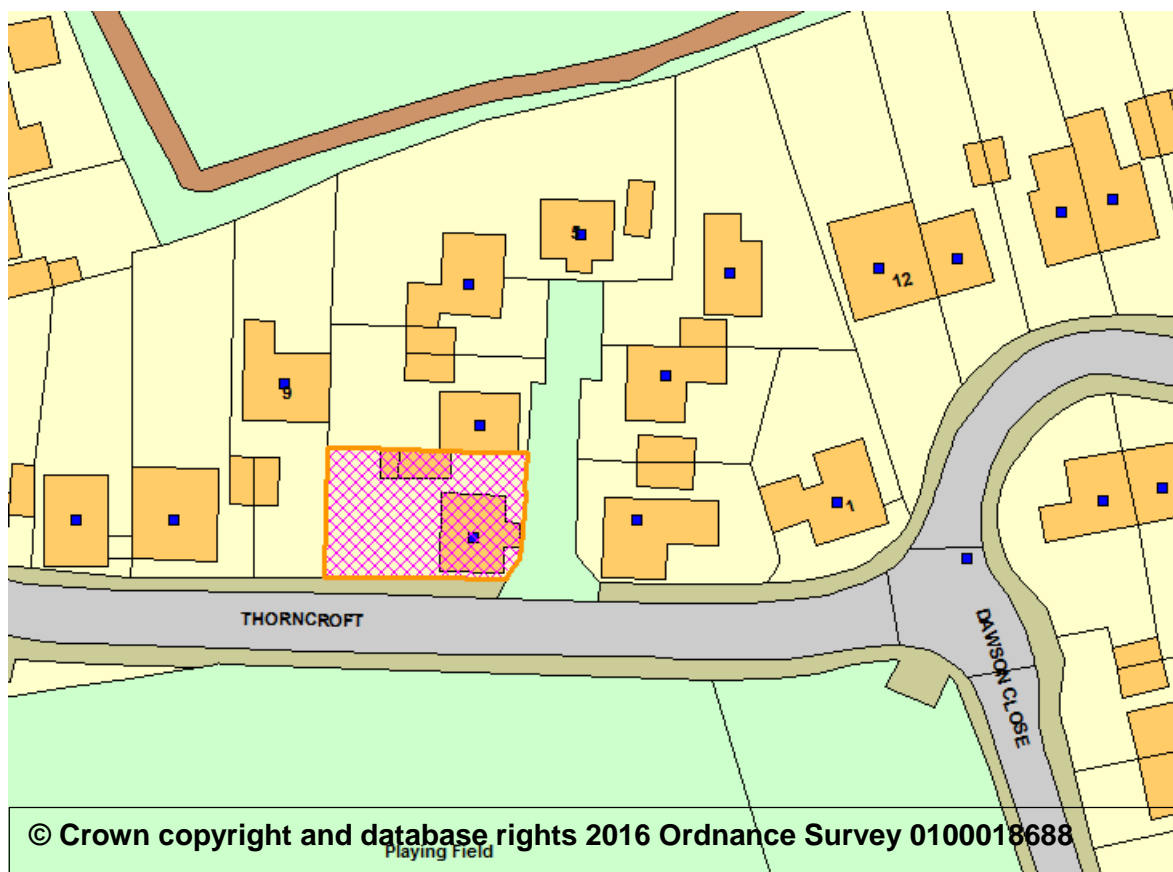 5
12
9
1
THORNCROFT
DAWSON CLOSE
© Crown copyright and database rights 2016 Ordnance Survey 0100018688
Playing Field